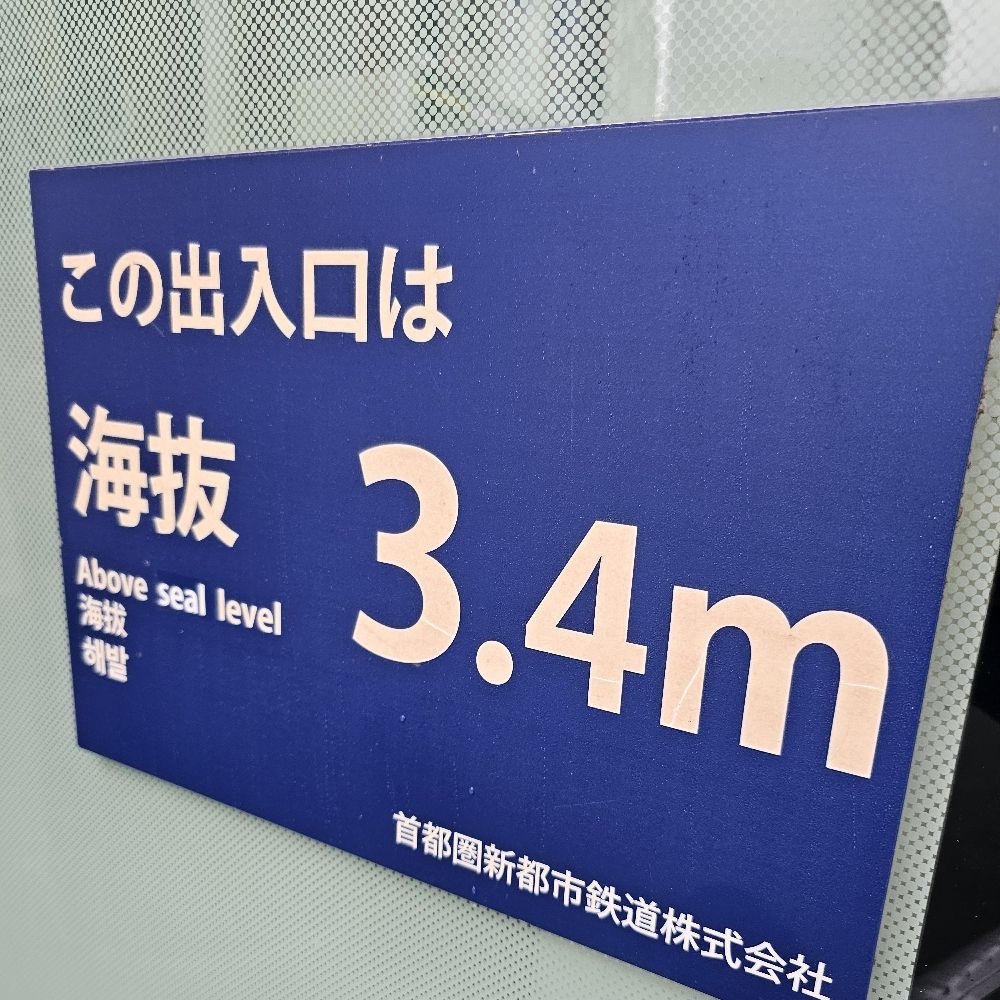 この出入口は
海抜 3.4m
Above seal level
海拔
해발
首都圏新都市鉄道株式会社